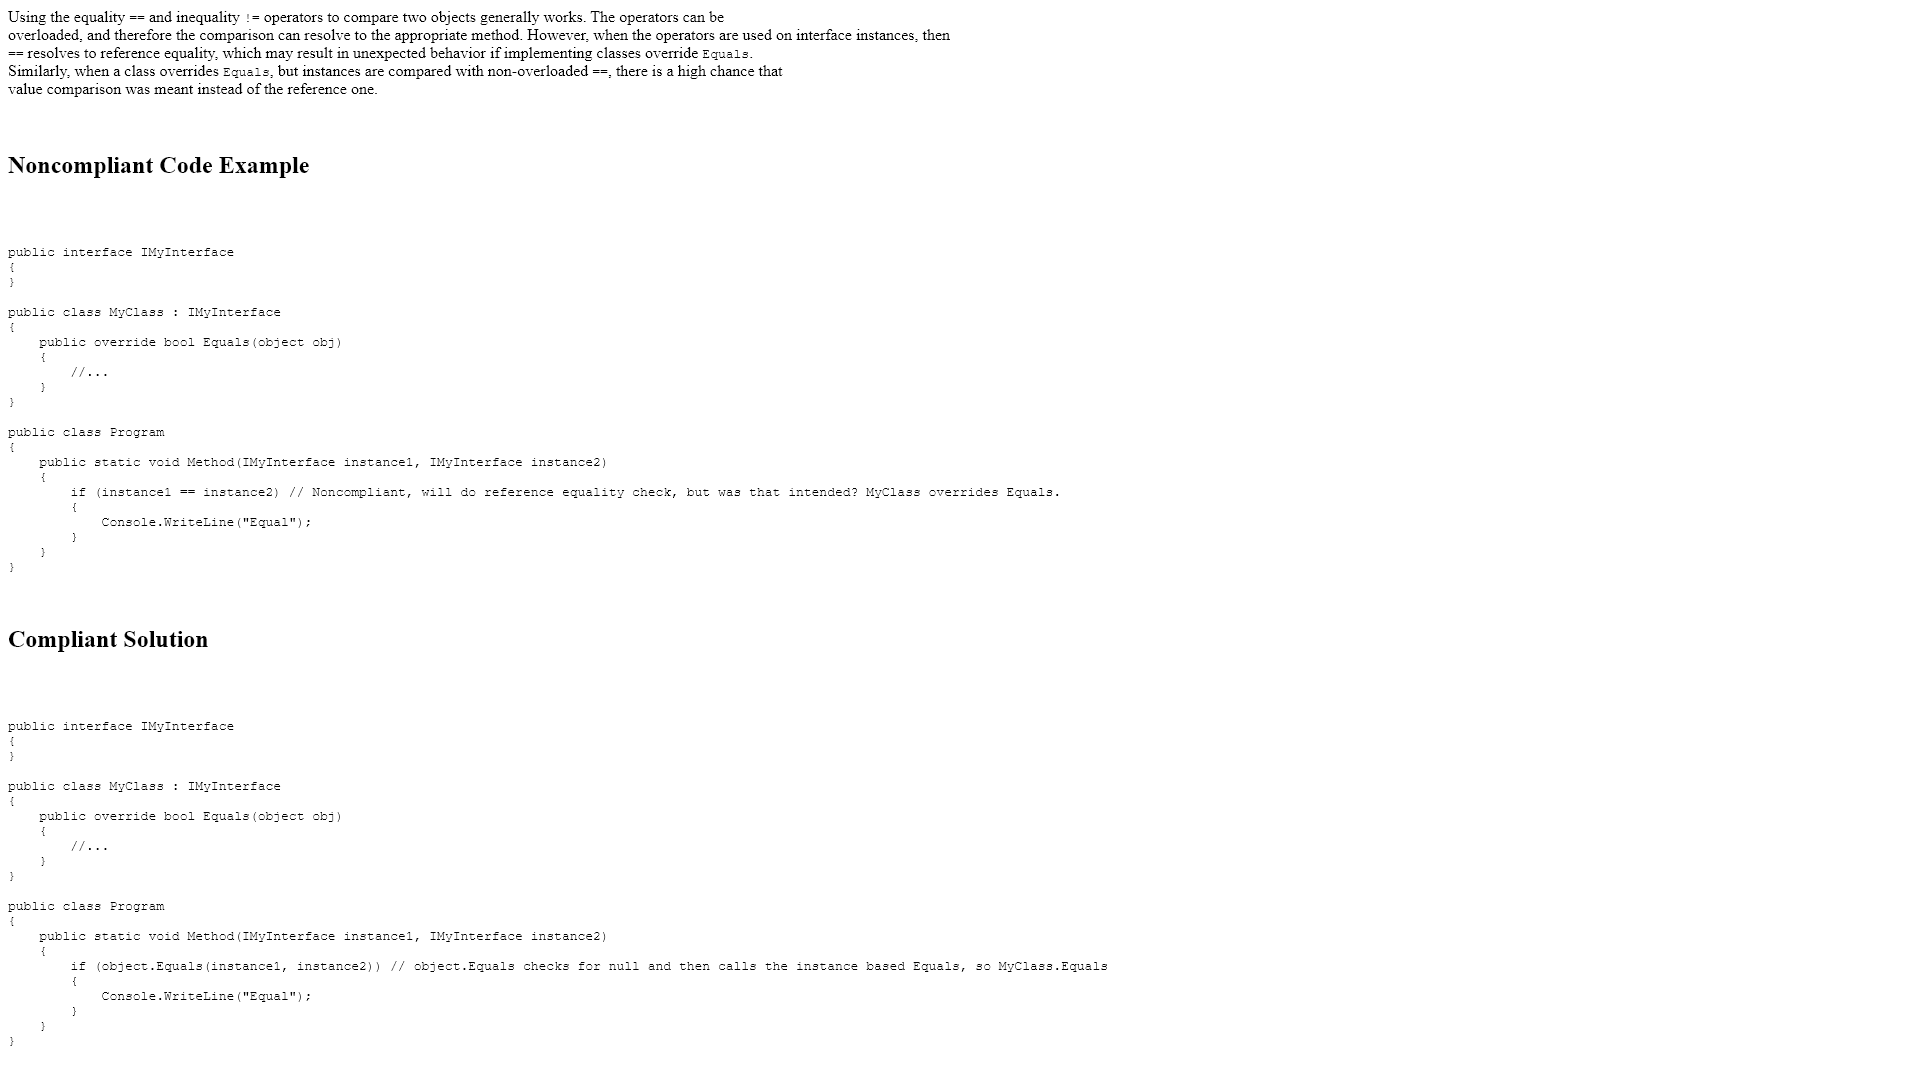 Using the equality == and inequality != operators to compare two objects generally works. The operators can be
overloaded, and therefore the comparison can resolve to the appropriate method. However, when the operators are used on interface instances, then
== resolves to reference equality, which may result in unexpected behavior if implementing classes override Equals.
Similarly, when a class overrides Equals, but instances are compared with non-overloaded ==, there is a high chance that
value comparison was meant instead of the reference one.

Noncompliant Code Example

public interface IMyInterface
{
}

public class MyClass : IMyInterface
{
    public override bool Equals(object obj)
    {
        //...
    }
}

public class Program
{
    public static void Method(IMyInterface instance1, IMyInterface instance2)
    {
        if (instance1 == instance2) // Noncompliant, will do reference equality check, but was that intended? MyClass overrides Equals.
        {
            Console.WriteLine("Equal");
        }
    }
}

Compliant Solution

public interface IMyInterface
{
}

public class MyClass : IMyInterface
{
    public override bool Equals(object obj)
    {
        //...
    }
}

public class Program
{
    public static void Method(IMyInterface instance1, IMyInterface instance2)
    {
        if (object.Equals(instance1, instance2)) // object.Equals checks for null and then calls the instance based Equals, so MyClass.Equals
        {
            Console.WriteLine("Equal");
        }
    }
}